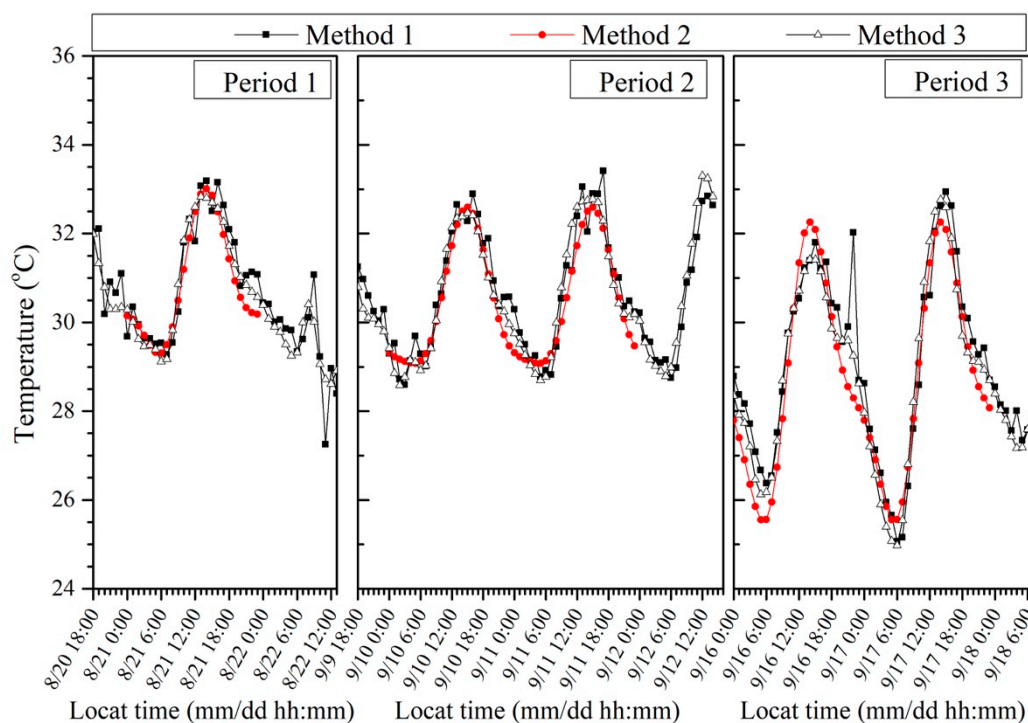 Method 1 Method 2 Method 3
Period 1 Period 2 Period 3
36
34
32
30
28
26
24
Temperature (°C)
8/20 18:00 8/21 0:00 8/21 6:00 8/21 12:00 8/21 18:00 8/22 0:00 8/22 6:00 8/22 12:00
9/9 18:00 9/10 0:00 9/10 6:00 9/10 12:00 9/10 18:00 9/11 0:00 9/11 6:00 9/11 12:00 9/11 18:00 9/12 0:00 9/12 6:00 9/12 12:00
9/16 0:00 9/16 6:00 9/16 12:00 9/16 18:00 9/17 0:00 9/17 6:00 9/17 12:00 9/17 18:00 9/18 0:00 9/18 6:00
Locat time (mm/dd hh:mm) Locat time (mm/dd hh:mm) Locat time (mm/dd hh:mm)